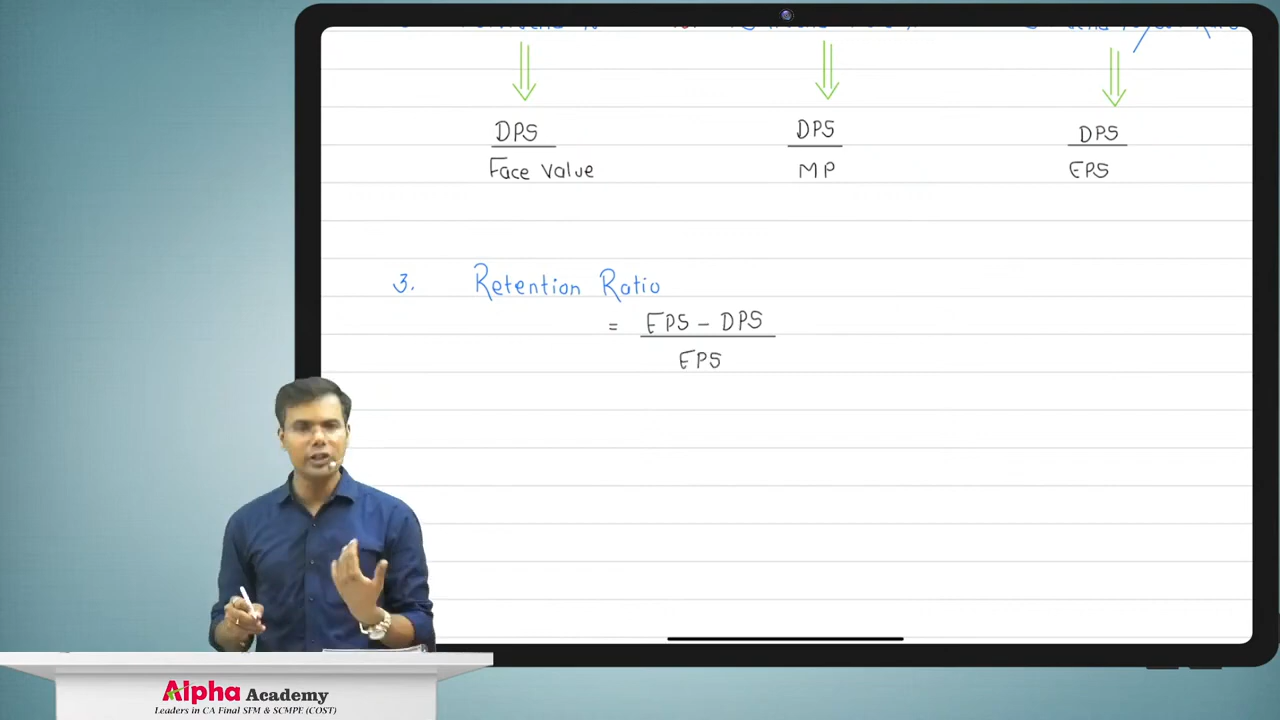 DPS
Face Value
DPS
MP
DPS
EPS
3. Retention Ratio
= EPS - DPS
EPS
Alpha Academy
Leaders in CA Final SFM & SCMPE (COST)